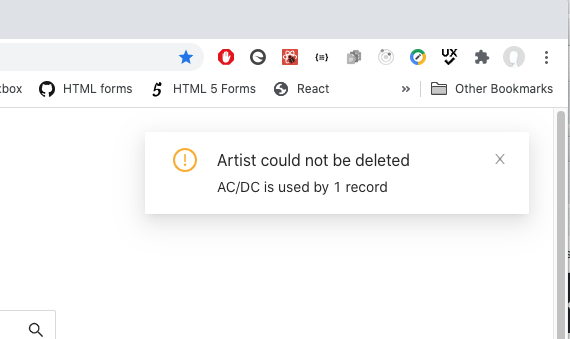 {≡}
UX
box
HTML forms
5
HTML 5 Forms
React
»
Other Bookmarks
Artist could not be deleted
AC/DC is used by 1 record